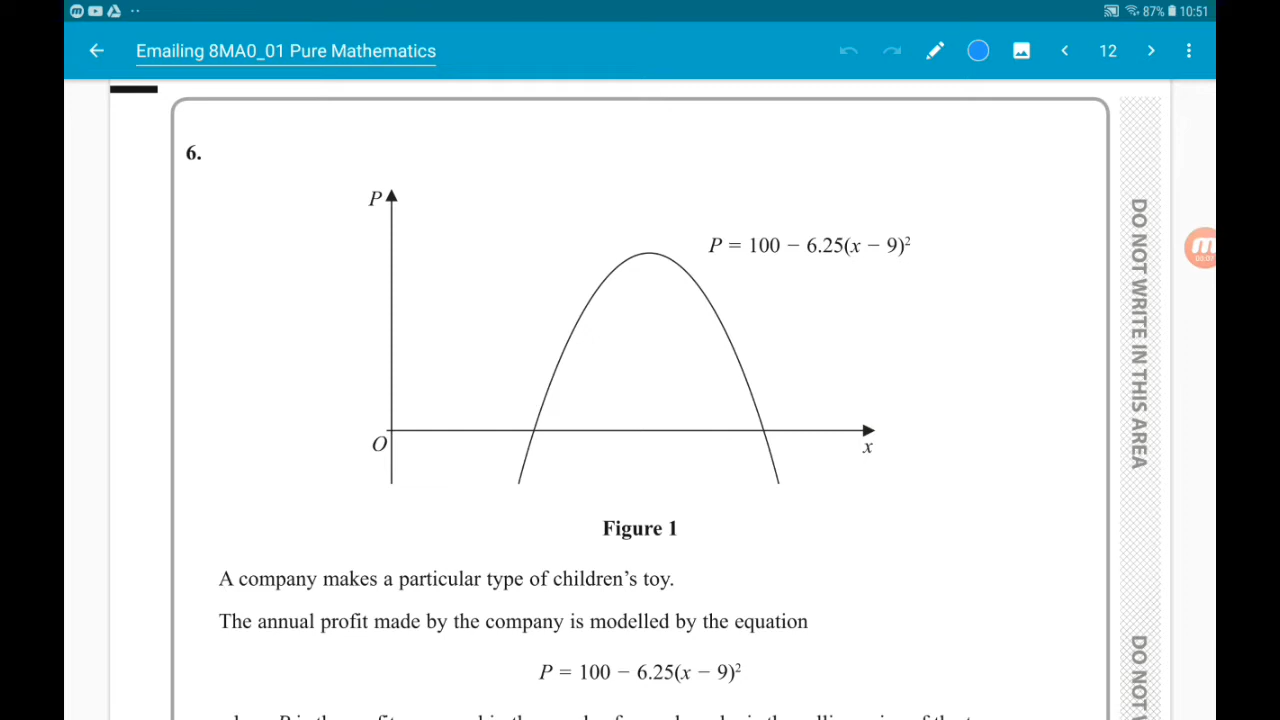 87% 10:51
Emailing 8MA0_01 Pure Mathematics
12
6.
P
P = 100 − 6.25(x − 9)²
O
x
Figure 1
A company makes a particular type of children's toy.
The annual profit made by the company is modelled by the equation
P = 100 − 6.25(x − 9)²
DO NOT WRITE IN THIS AREA
DO NOT